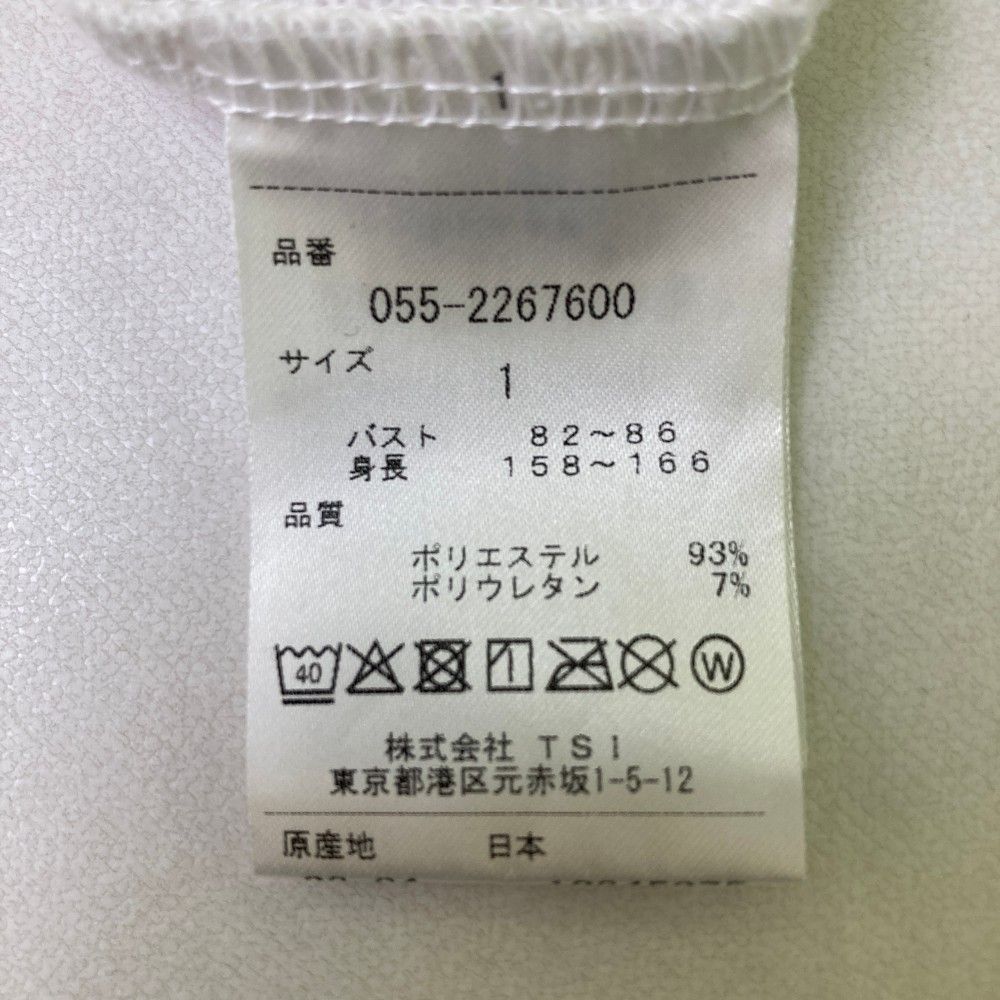 1
品番
055-2267600
サイズ
1
バスト 82～86
身長 158～166
品質
ポリエステル 93%
ポリウレタン 7%
40 W
株式会社 TSI
東京都港区元赤坂1-5-12
原産地 日本